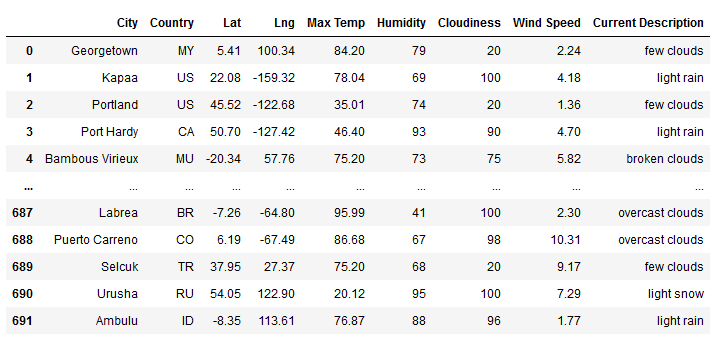 City Country Lat Lng Max Temp Humidity Cloudiness Wind Speed Current Description
0 Georgetown MY 5.41 100.34 84.20 79 20 2.24 few clouds
1 Kapaa US 22.08 -159.32 78.04 69 100 4.18 light rain
2 Portland US 45.52 -122.68 35.01 74 20 1.36 few clouds
3 Port Hardy CA 50.70 -127.42 46.40 93 90 4.70 light rain
4 Bambous Virieux MU -20.34 57.76 75.20 73 75 5.82 broken clouds
... ... ... ... ... ... ... ... ... ...
687 Labrea BR -7.26 -64.80 95.99 41 100 2.30 overcast clouds
688 Puerto Carreno CO 6.19 -67.49 86.68 67 98 10.31 overcast clouds
689 Selcuk TR 37.95 27.37 75.20 68 20 9.17 few clouds
690 Urusha RU 54.05 122.90 20.12 95 100 7.29 light snow
691 Ambulu ID -8.35 113.61 76.87 88 96 1.77 light rain